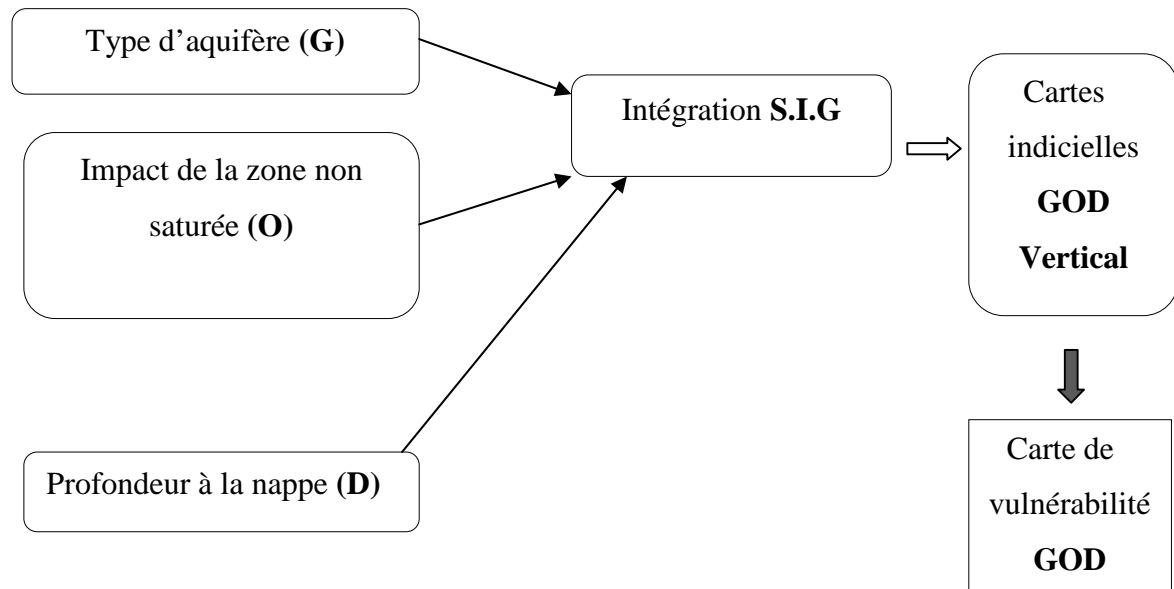 Type d’aquifère (G)
Impact de la zone non
saturée (O)
Profondeur à la nappe (D)
Intégration S.I.G
Cartes
indicielles
GOD
Vertical
Carte de
vulnérabilité
GOD